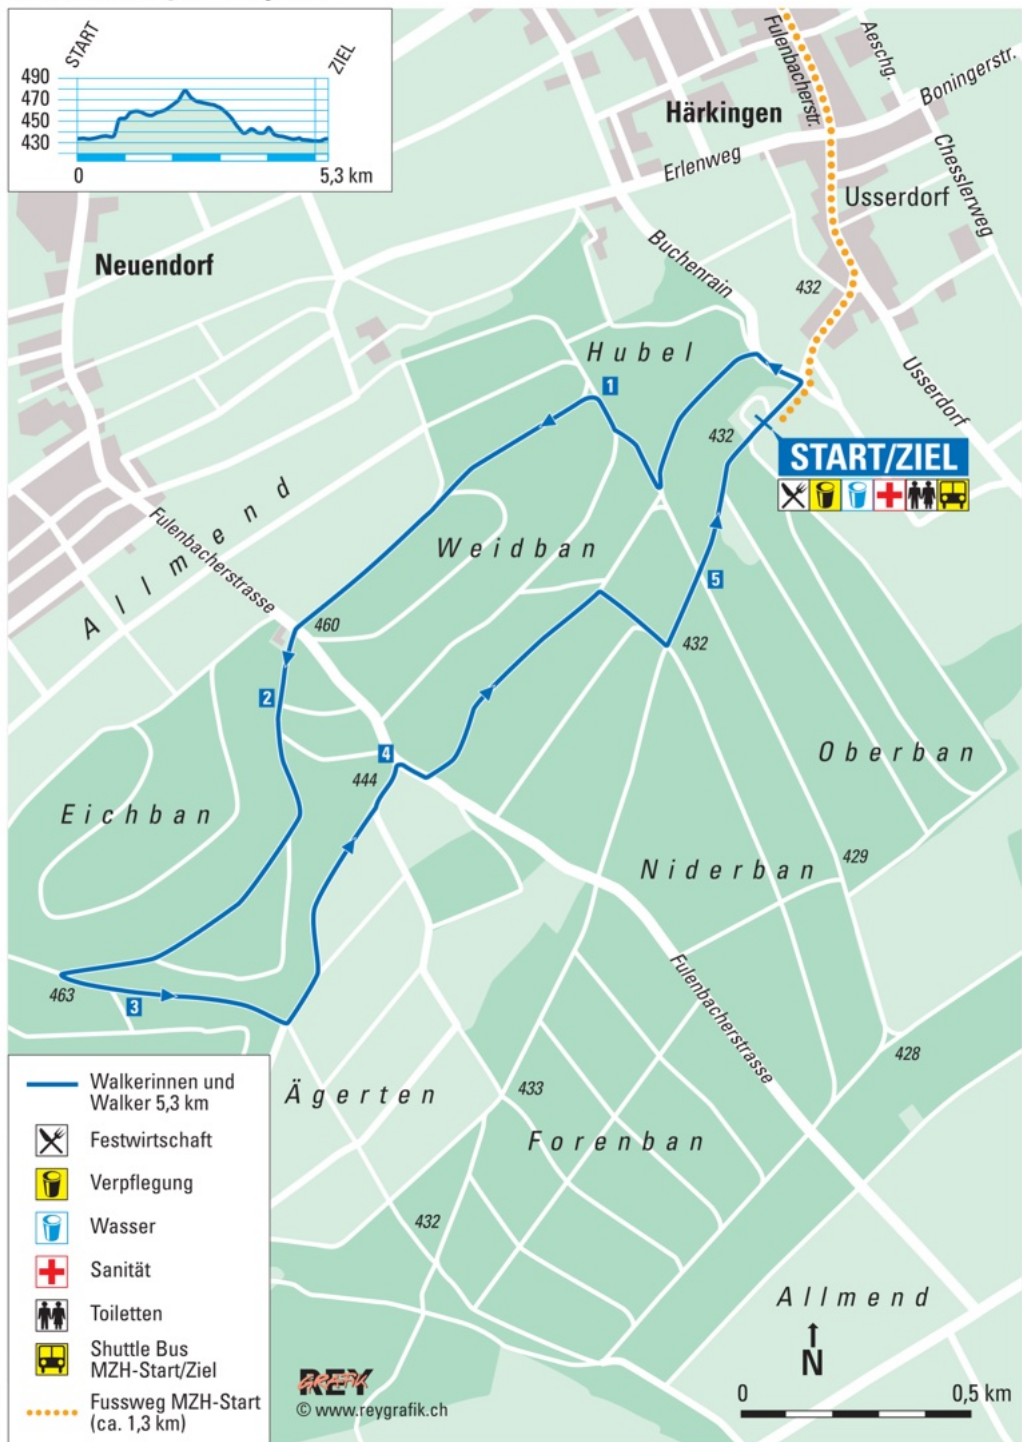 START
ZIEL
490
470
450
430
0
5,3 km
Härkingen
Fulenbacherstr.
Aeschg.
Boningerstr.
Erlenweg
Chesslerweg
Usserdorf
Neuendorf
Buchenrain
432
Usserdorf
Hubel
1
432
START/ZIEL
Allmend
Fulenbacherstrasse
Weidban
5
460
432
2
4
444
Oberban
Eichban
Niderban
429
463
3
Fulenbacherstrasse
428
Ägerten
433
Forenban
432
Allmend
Walkerinnen und
Walker 5,3 km
Festwirtschaft
Verpflegung
Wasser
Sanität
Toiletten
Shuttle Bus
MZH-Start/Ziel
Fussweg MZH-Start
(ca. 1,3 km)
REY
GRAFIK
© www.reygrafik.ch
N
0
0,5 km